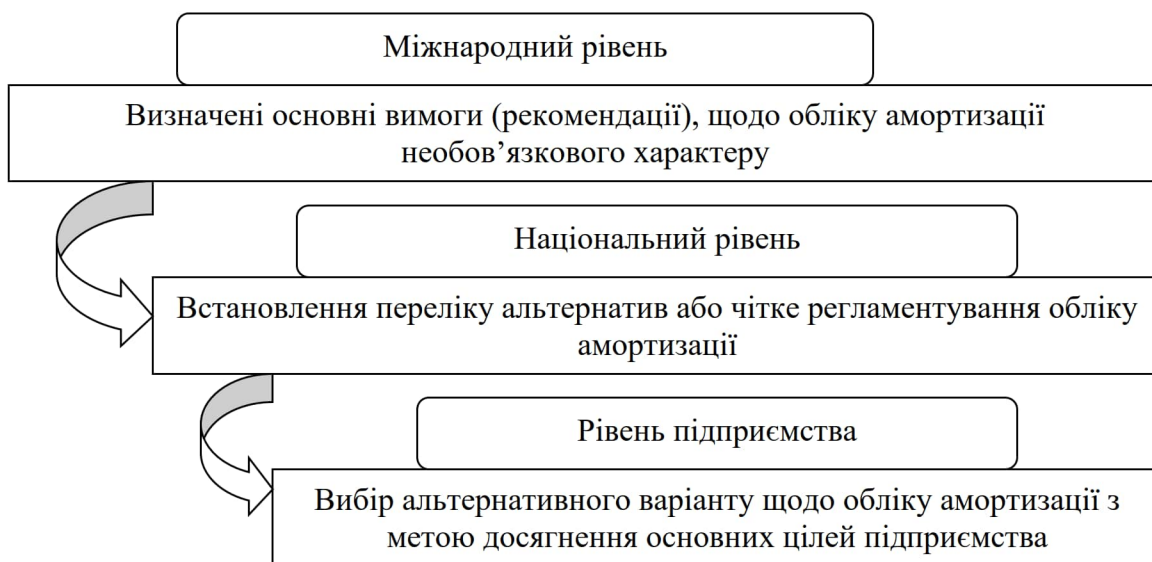 Міжнародний рівень
Визначені основні вимоги (рекомендації), щодо обліку амортизації
необов’язкового характеру
Національний рівень
Встановлення переліку альтернатив або чітке регламентування обліку
амортизації
Рівень підприємства
Вибір альтернативного варіанту щодо обліку амортизації з
метою досягнення основних цілей підприємства